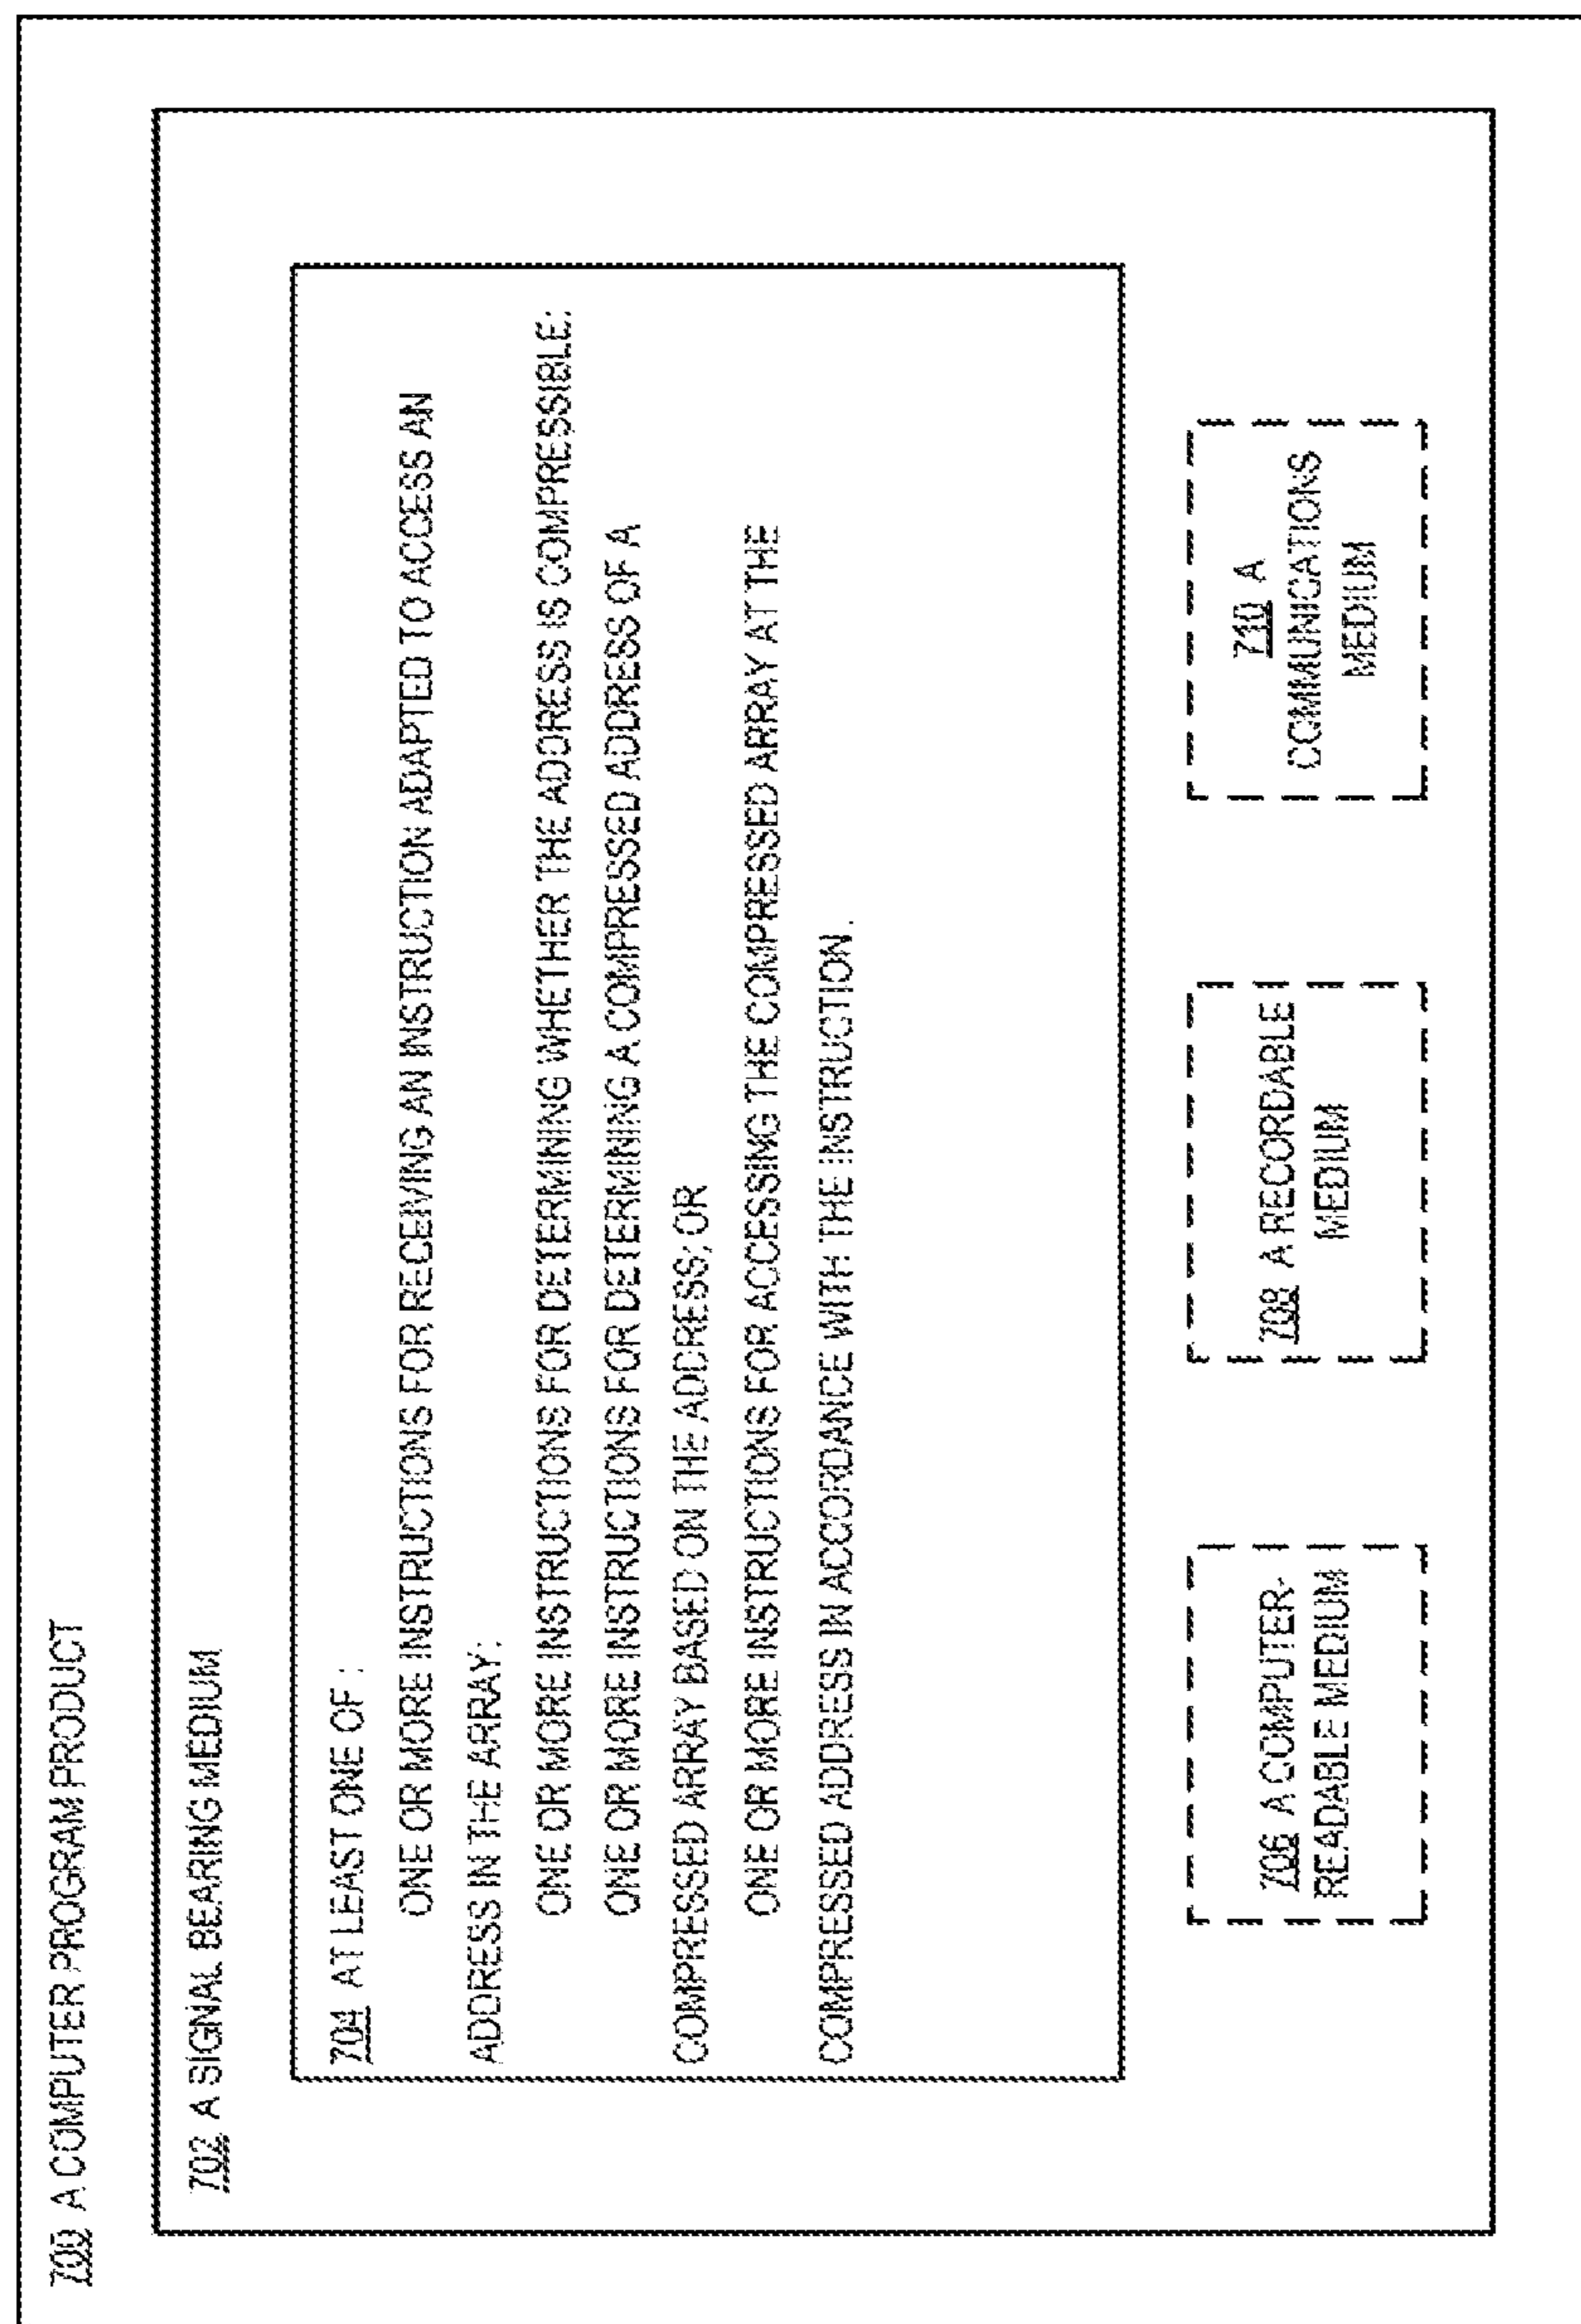 700 A COMPUTER PROGRAM PRODUCT
702 A SIGNAL BEARING MEDIUM
704 AT LEAST ONE OF :
ONE OR MORE INSTRUCTIONS FOR RECEIVING AN INSTRUCTION ADAPTED TO ACCESS AN
ADDRESS IN THE ARRAY;
ONE OR MORE INSTRUCTIONS FOR DETERMINING WHETHER THE ADDRESS IS COMPRESSIBLE;
ONE OR MORE INSTRUCTIONS FOR DETERMINING A COMPRESSED ADDRESS OF A
COMPRESSED ARRAY BASED ON THE ADDRESS; OR
ONE OR MORE INSTRUCTIONS FOR ACCESSING THE COMPRESSED ARRAY AT THE
COMPRESSED ADDRESS IN ACCORDANCE WITH THE INSTRUCTION.
706 A COMPUTER-
READABLE MEDIUM
708 A RECORDABLE
MEDIUM
710 A
COMMUNICATIONS
MEDIUM